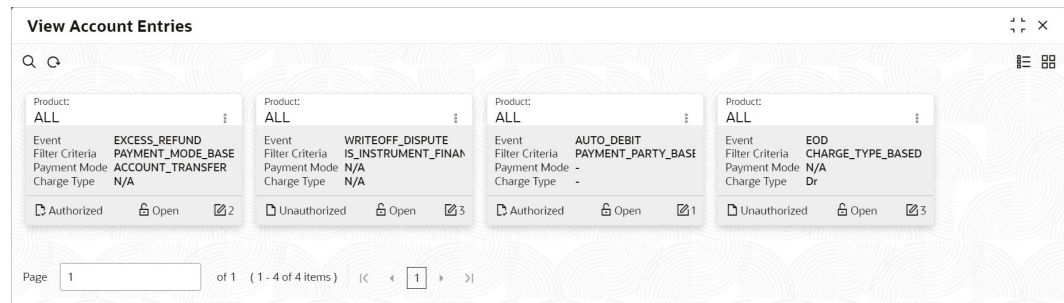 View Account Entries
Product:
ALL
Event EXCESS_REFUND
Filter Criteria PAYMENT_MODE_BASE
Payment Mode ACCOUNT_TRANSFER
Charge Type N/A
Authorized Open 2
Product:
ALL
Event WRITEOFF_DISPUTE
Filter Criteria IS_INSTRUMENT_FINAN
Payment Mode N/A
Charge Type N/A
Unauthorized Open 3
Product:
ALL
Event AUTO_DEBIT
Filter Criteria PAYMENT_PARTY_BASE
Payment Mode -
Charge Type -
Authorized Open 1
Product:
ALL
Event EOD
Filter Criteria CHARGE_TYPE_BASED
Payment Mode N/A
Charge Type Dr
Unauthorized Open 3
Page 1 of 1 (1 - 4 of 4 items) 1